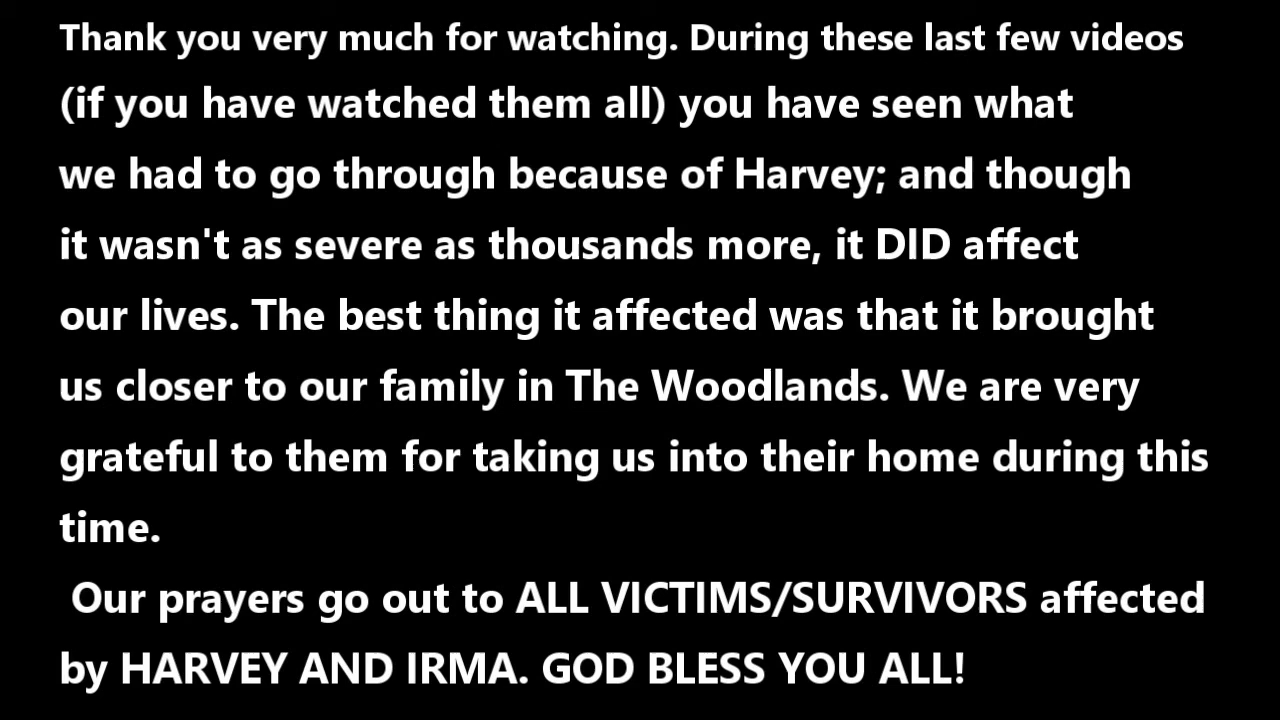 Thank you very much for watching. During these last few videos
(if you have watched them all) you have seen what
we had to go through because of Harvey; and though
it wasn't as severe as thousands more, it DID affect
our lives. The best thing it affected was that it brought
us closer to our family in The Woodlands. We are very
grateful to them for taking us into their home during this
time.
Our prayers go out to ALL VICTIMS/SURVIVORS affected
by HARVEY AND IRMA. GOD BLESS YOU ALL!